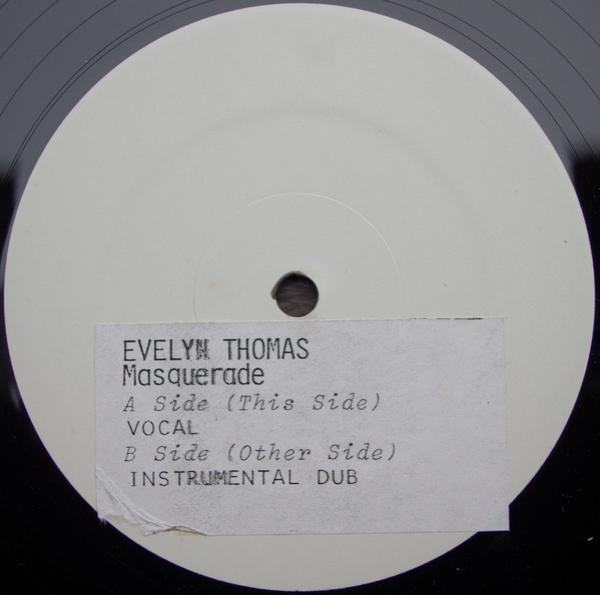 EVELYN THOMAS
Masquerade
A Side (This Side)
VOCAL
B Side (Other Side)
INSTRUMENTAL DUB